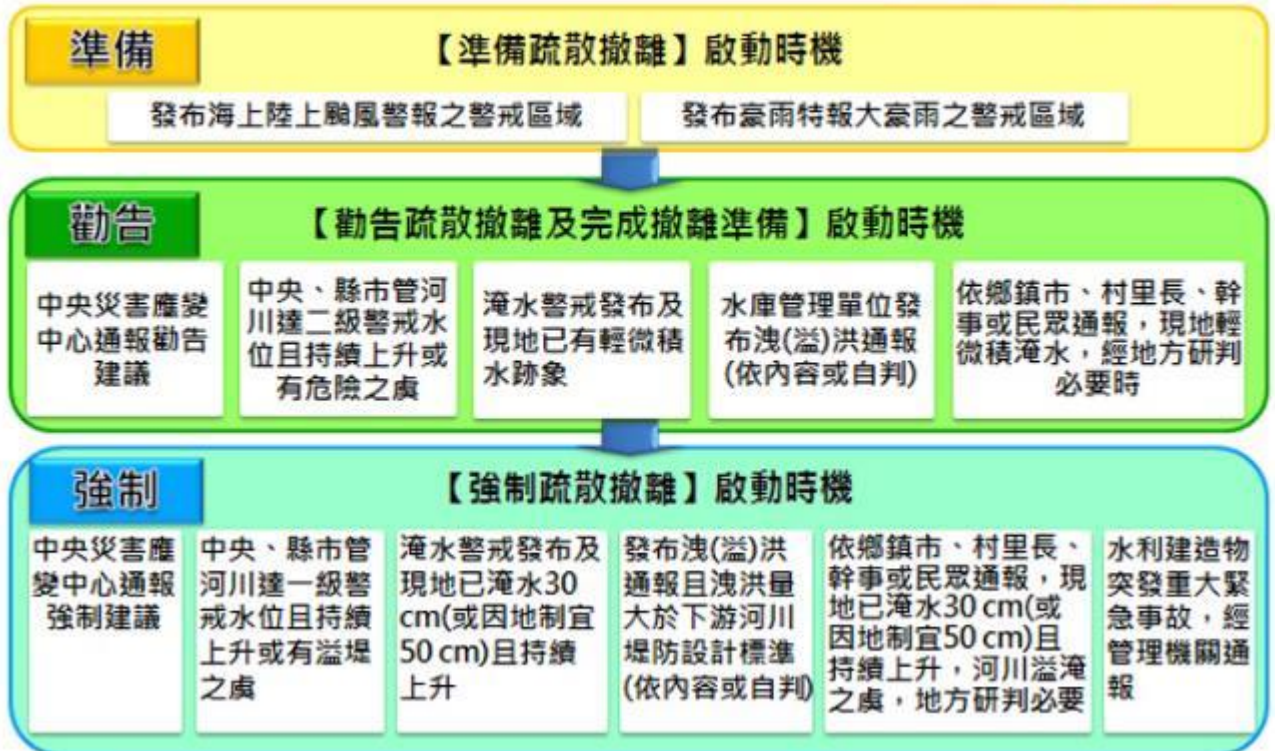 準備
【準備疏散撤離】啟動時機
發布海上陸上颱風警報之警戒區域
發布豪雨特報大豪雨之警戒區域
勸告
【勸告疏散撤離及完成撤離準備】啟動時機
中央災害應變
中心通報勸告
建議
中央、縣市管河
川達二級警戒水
位且持續上升或
有危險之虞
淹水警戒發布及
現地已有輕微積
水跡象
水庫管理單位發
布洩(溢)洪通報
(依內容或自判)
依鄉鎮市、村里長、幹
事或民眾通報，現地輕
微積淹水，經地方研判
必要時
強制
【強制疏散撤離】啟動時機
中央災害應
變中心通報
強制建議
中央、縣市管
河川達一級警
戒水位且持續
上升或有溢堤
之虞
淹水警戒發布及
現地已淹水30
cm(或因地制宜
50 cm)且持續
上升
發布洩(溢)洪
通報且洩洪量
大於下游河川
堤防設計標準
(依內容或自判)
依鄉鎮市、村里長、
幹事或民眾通報，現
地已淹水30 cm(或
因地制宜50 cm)且
持續上升，河川溢淹
之虞，地方研判必要
水利建造物
突發重大緊
急事故，經
管理機關通
報